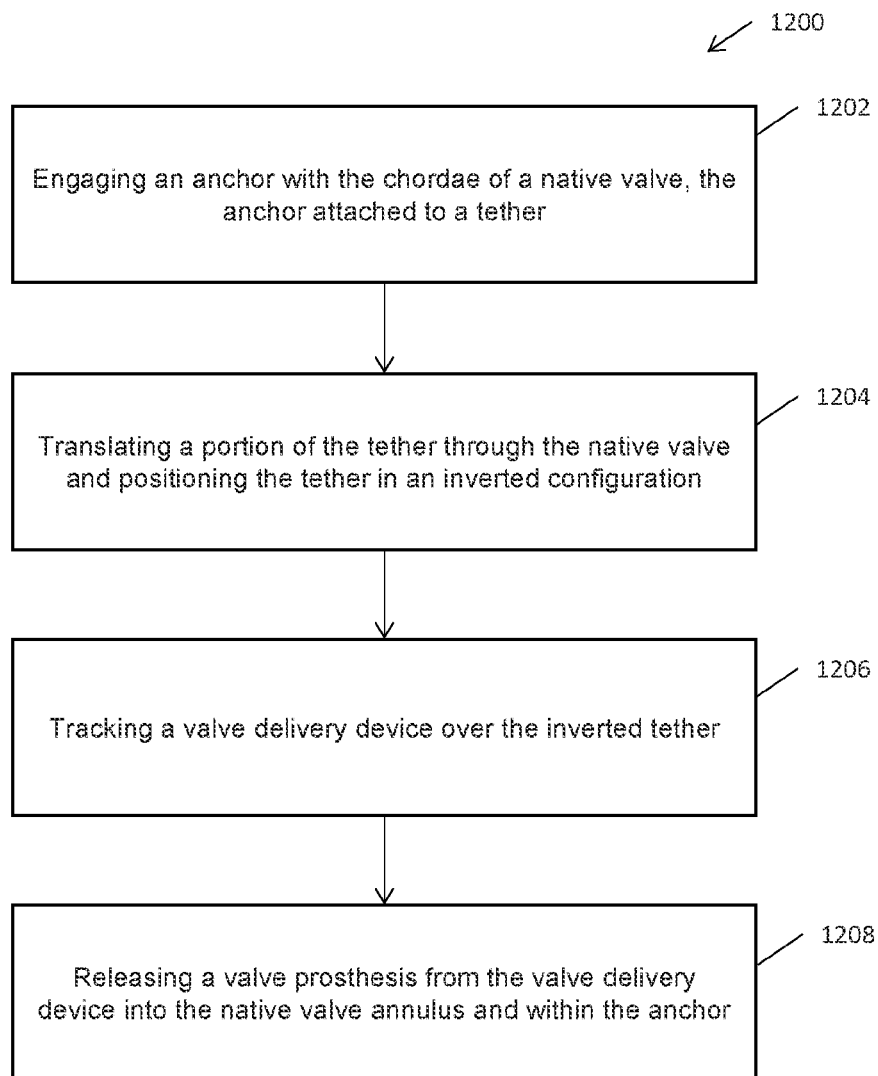 1200
1202
Engaging an anchor with the chordae of a native valve, the
anchor attached to a tether
1204
Translating a portion of the tether through the native valve
and positioning the tether in an inverted configuration
1206
Tracking a valve delivery device over the inverted tether
1208
Releasing a valve prosthesis from the valve delivery
device into the native valve annulus and within the anchor